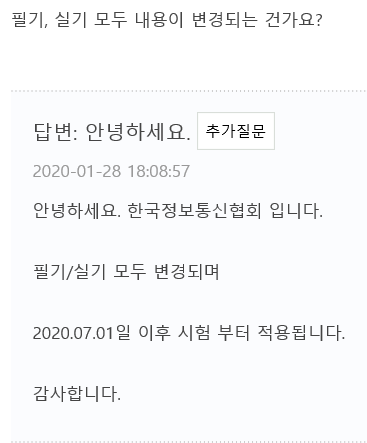 필기, 실기 모두 내용이 변경되는 건가요?
답변: 안녕하세요. 추가질문
2020-01-28 18:08:57
안녕하세요. 한국정보통신협회 입니다.
필기/실기 모두 변경되며
2020.07.01일 이후 시험 부터 적용됩니다.
감사합니다.